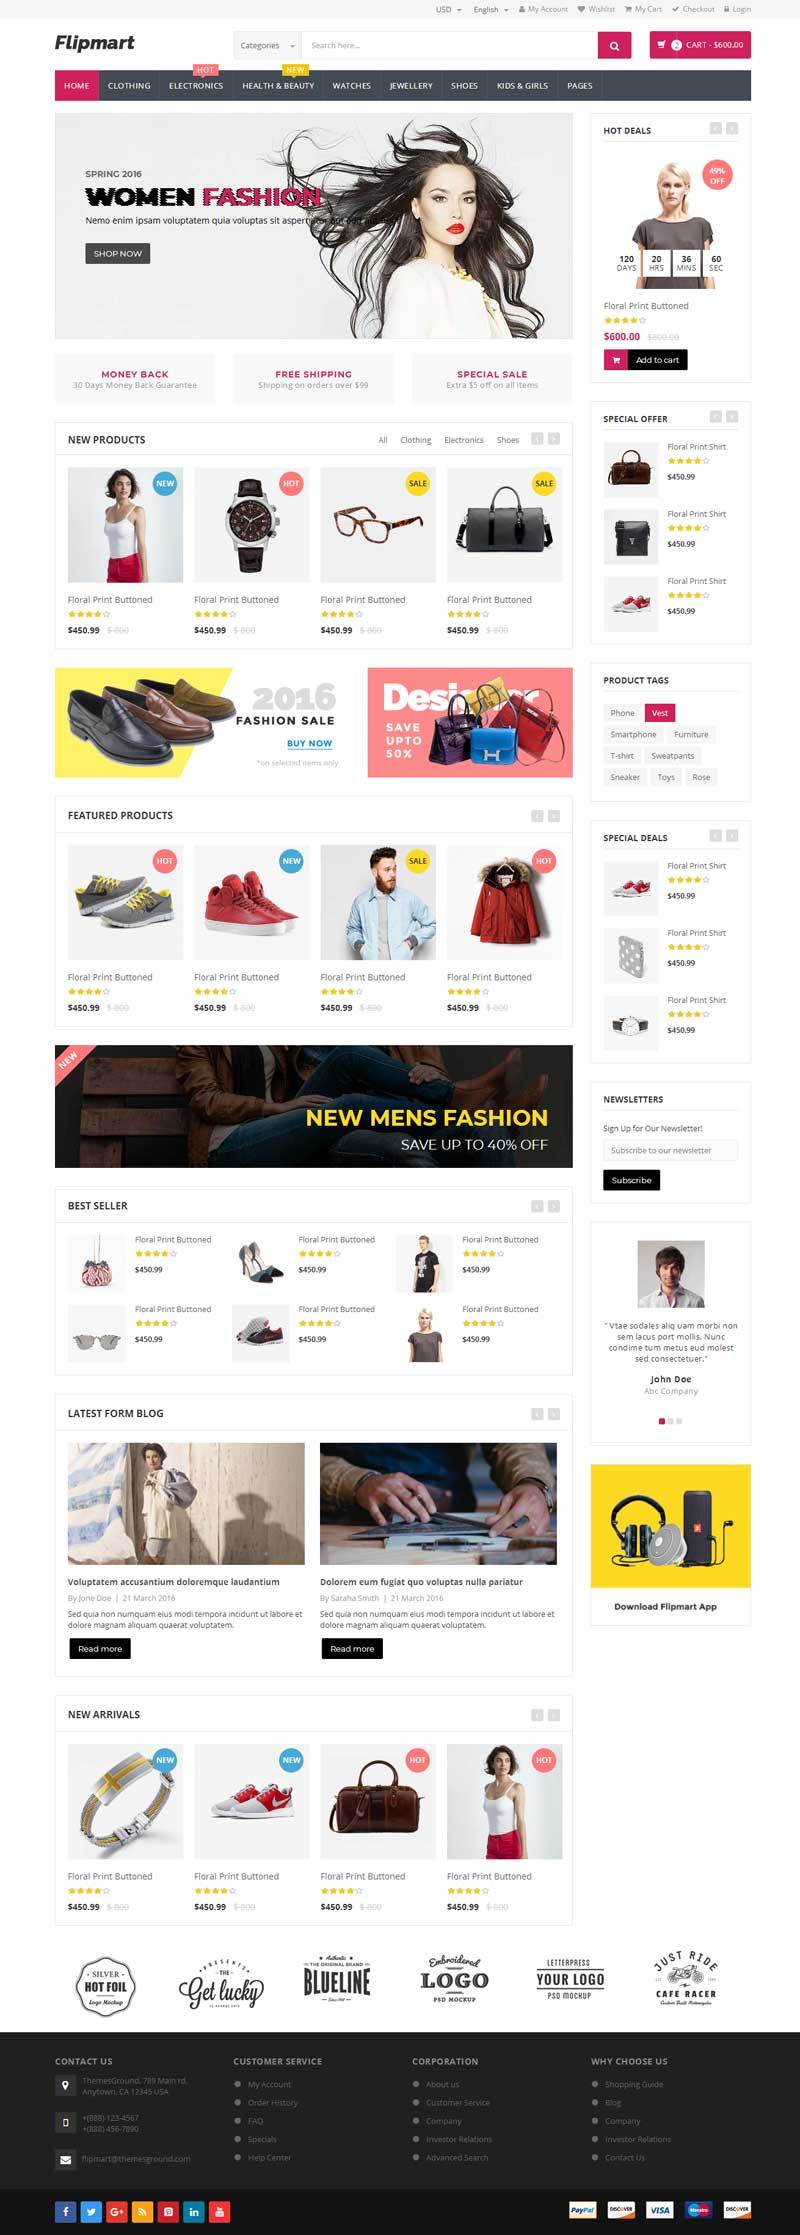 USD English My Account Wishlist My Cart Checkout Login
Flipmart
Categories Search here... 2 CART - $600.00
HOT NEW
HOME CLOTHING ELECTRONICS HEALTH & BEAUTY WATCHES JEWELLERY SHOES KIDS & GIRLS PAGES
SPRING 2016
WOMEN FASHION
Nemo enim ipsam voluptatem quia voluptas sit aspernatur aut odit aut fugit
SHOP NOW
MONEY BACK
30 Days Money Back Guarantee
FREE SHIPPING
Shipping on orders over $99
SPECIAL SALE
Extra $5 off on all items
HOT DEALS
49%
OFF
120 20 36 60
DAYS HRS MINS SEC
Floral Print Buttoned
$600.00 $800.00
Add to cart
NEW PRODUCTS All Clothing Electronics Shoes
NEW HOT SALE SALE
Floral Print Buttoned Floral Print Buttoned Floral Print Buttoned Floral Print Buttoned
$450.99 $ 800 $450.99 $ 800 $450.99 $ 800 $450.99 $ 800
SPECIAL OFFER
Floral Print Shirt
$450.99
Floral Print Shirt
$450.99
Floral Print Shirt
$450.99
2016
FASHION SALE
BUY NOW
*on selected items only
Designer
SAVE
UPTO
50%
PRODUCT TAGS
Phone Vest
Smartphone Furniture
T-shirt Sweatpants
Sneaker Toys Rose
FEATURED PRODUCTS
HOT NEW SALE HOT
Floral Print Buttoned Floral Print Buttoned Floral Print Buttoned Floral Print Buttoned
$450.99 $ 800 $450.99 $ 800 $450.99 $ 800 $450.99 $ 800
SPECIAL DEALS
Floral Print Shirt
$450.99
Floral Print Shirt
$450.99
Floral Print Shirt
$450.99
NEW
NEW MENS FASHION
SAVE UP TO 40% OFF
NEWSLETTERS
Sign Up for Our Newsletter!
Subscribe to our newsletter
Subscribe
BEST SELLER
Floral Print Buttoned Floral Print Buttoned Floral Print Buttoned
$450.99 $450.99 $450.99
Floral Print Buttoned Floral Print Buttoned Floral Print Buttoned
$450.99 $450.99 $450.99
" Vtae sodales aliq uam morbi non
sem lacus port mollis. Nunc
condime tum metus eud molest
sed consectetuer."
John Doe
Abc Company
LATEST FORM BLOG
Voluptatem accusantium doloremque laudantium
By Jone Doe | 21 March 2016
Sed quia non numquam eius modi tempora incidunt ut labore et
dolore magnam aliquam quaerat voluptatem.
Read more
Dolorem eum fugiat quo voluptas nulla pariatur
By Saraha Smith | 21 March 2016
Sed quia non numquam eius modi tempora incidunt ut labore et
dolore magnam aliquam quaerat voluptatem.
Read more
Download Flipmart App
NEW ARRIVALS
NEW NEW HOT HOT
Floral Print Buttoned Floral Print Buttoned Floral Print Buttoned Floral Print Buttoned
$450.99 $ 800 $450.99 $ 800 $450.99 $ 800 $450.99 $ 800
SILVER
HOT FOIL
Logo Mockup
PRESENTS
THE
Get lucky
Authentic
THE ORIGINAL BRAND
BLUELINE
Embroidered
LOGO
PSD MOCKUP
LETTERPRESS
YOUR LOGO
PSD MOCKUP
JUST RIDE
CAFE RACER
Custom Built Motorcycles
CONTACT US
ThemesGround, 789 Main rd,
Anytown, CA 12345 USA
+(888) 123-4567
+(888) 456-7890
flipmart@themesground.com
CUSTOMER SERVICE
My Account
Order History
FAQ
Specials
Help Center
CORPORATION
About us
Customer Service
Company
Investor Relations
Advanced Search
WHY CHOOSE US
Shopping Guide
Blog
Company
Investor Relations
Contact Us
PayPal DISCOVER VISA Maestro DISCOVER